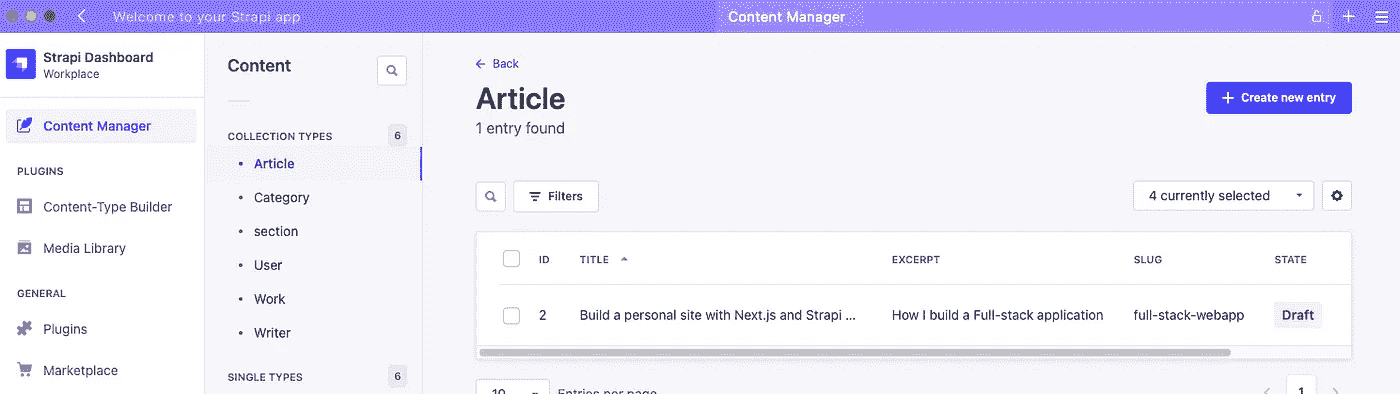 Welcome to your Strapi app
Content Manager
Strapi Dashboard
Workplace
Content Manager
PLUGINS
Content-Type Builder
Media Library
GENERAL
Plugins
Marketplace
Content
COLLECTION TYPES 6
Article
Category
section
User
Work
Writer
SINGLE TYPES 6
Back
Article
1 entry found
Create new entry
Filters
4 currently selected
ID TITLE EXCERPT SLUG STATE
2 Build a personal site with Next.js and Strapi ... How I build a Full-stack application full-stack-webapp Draft
10 Entries per page 1